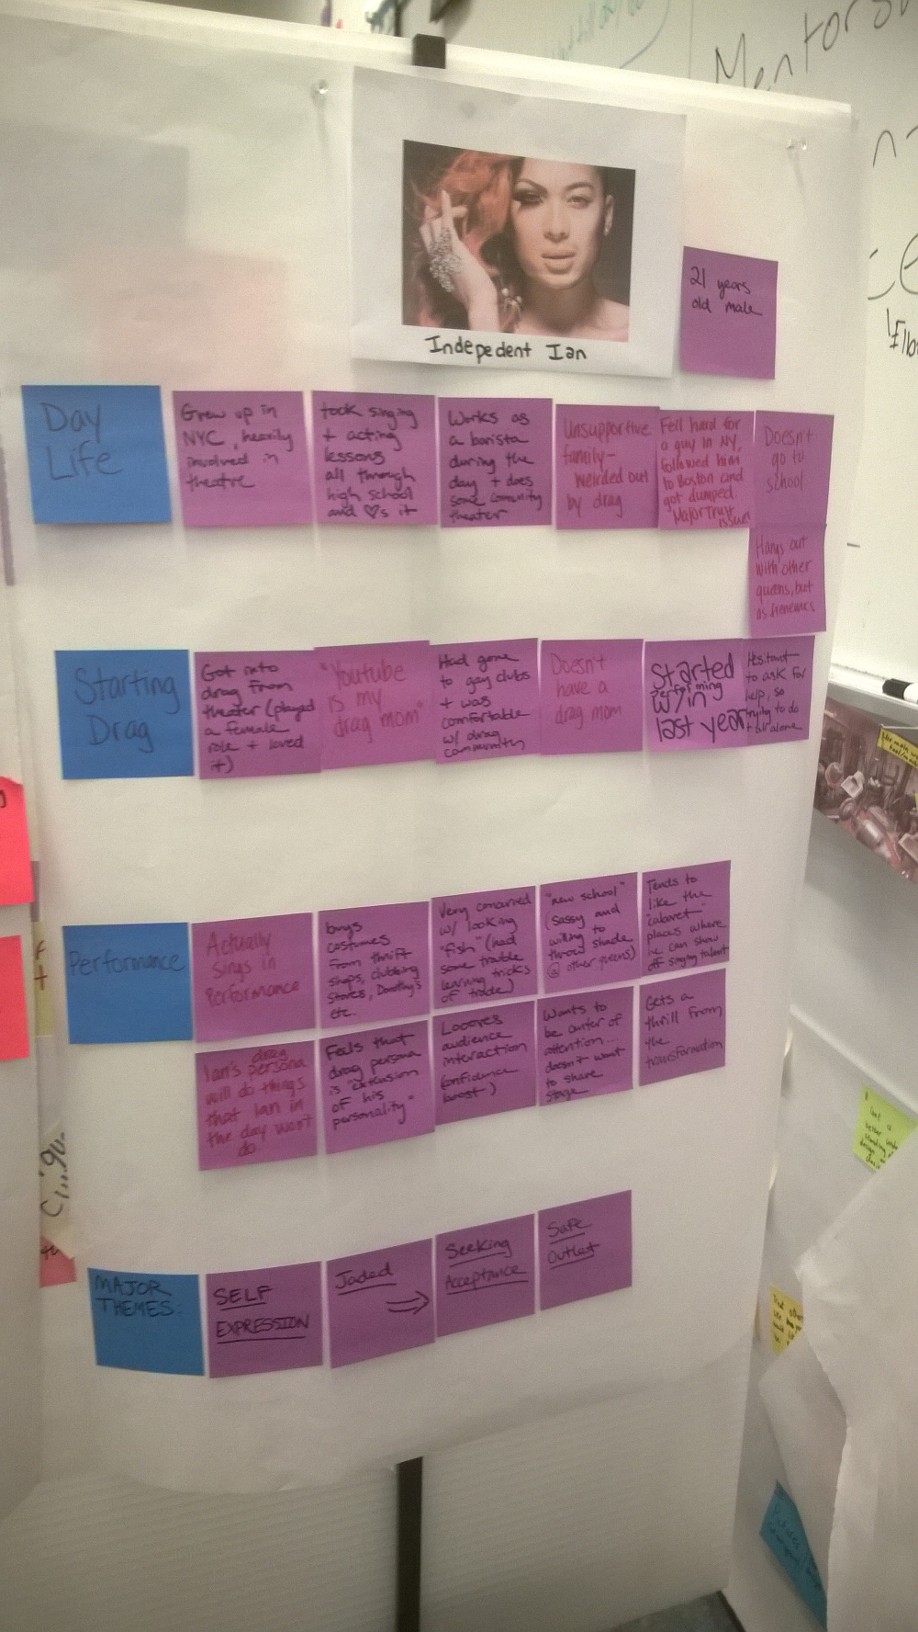 Mentors
Indepedent Ian
21 years
old male
Day
Life
Grew up in
NYC, heavily
involved in
theatre
took singing
+ acting
lessons
all through
high school
and ♥s it
Works as
a barista
during the
day + does
some comunity
theater
Unsupportive
family-
weirded out
by drag
Fell hard for
a guy in NY,
followed him
to Boston and
got dumped.
Major Trust
issues
Doesn't
go to
school
Hangs out
with other
queens, but
as frenemies
Starting
Drag
Got into
drag from
theater (played
a female
role + loved
it)
"Youtube
is my
drag mom"
Had gone
to gay clubs
+ was
comfortable
w/ drag
community
Doesn't
have a
drag mom
Started
performing
w/in
last year
Hesitant
to ask for
help, so
trying to do
it alone
Performance
Actually
sings in
Performance
buys
costumes
from thrift
shops, clubbing
stores, Dorothy's
etc.
Very concerned
w/ looking
"fish" (had
some trouble
learning tricks
of trade)
"new school"
(sassy and
willing to
throw shade
@ other queens)
Tends to
like the
"cabaret"
places where
he can show
off singing talent
Ian's drag persona
will do things
that Ian in
the day won't
do
Feels that
drag persona
is "extension
of his
personality"
Loooves
audience
interaction
(confidence
boost)
Wants to
be center of
attention...
doesn't want
to share
stage
Gets a
thrill from
the
transformation
MAJOR
THEMES:
SELF
EXPRESSION
Jaded
Seeking
Acceptance
Safe
Outlet